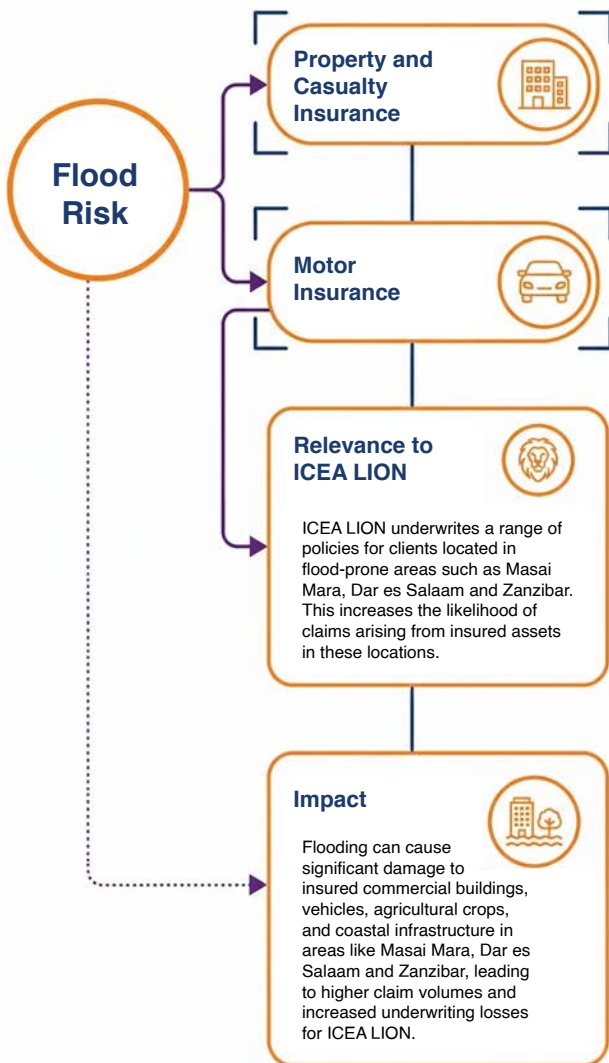 Flood
Risk
Property and
Casualty
Insurance
Motor
Insurance
Relevance to
ICEA LION
ICEA LION underwrites a range of
policies for clients located in
flood-prone areas such as Masai
Mara, Dar es Salaam and Zanzibar.
This increases the likelihood of
claims arising from insured assets
in these locations.
Impact
Flooding can cause
significant damage to
insured commercial buildings,
vehicles, agricultural crops,
and coastal infrastructure in
areas like Masai Mara, Dar es
Salaam and Zanzibar, leading
to higher claim volumes and
increased underwriting losses
for ICEA LION.